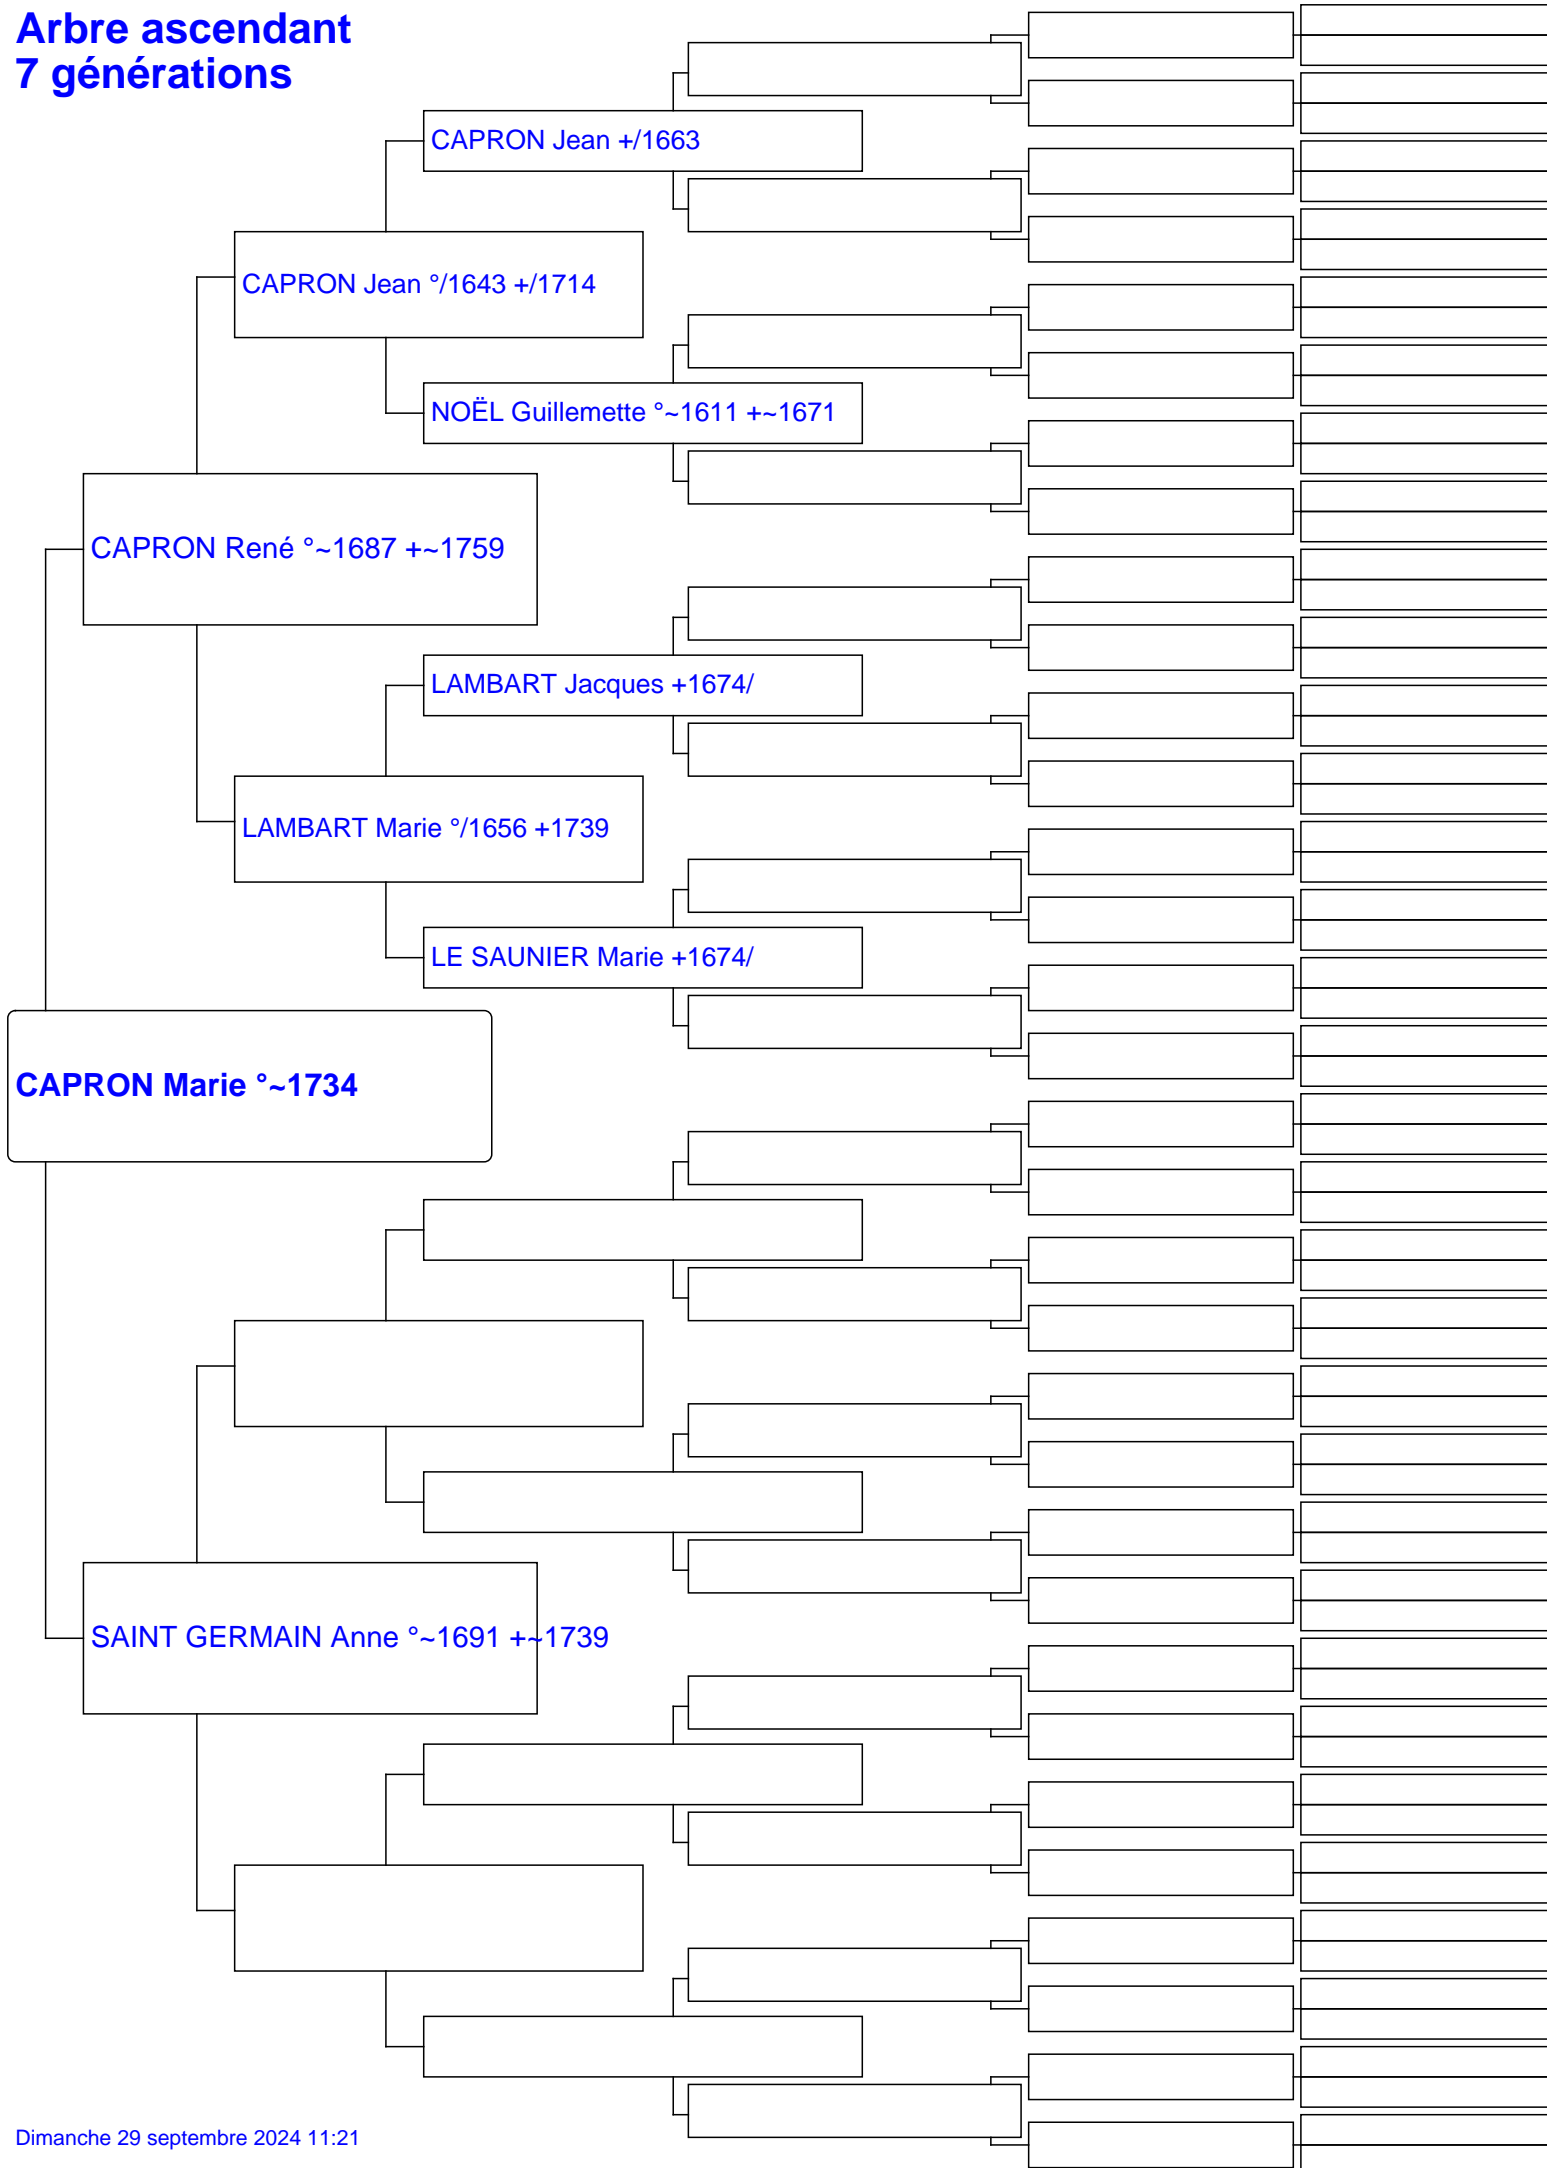 Arbre ascendant
7 générations
CAPRON Jean +/1663
CAPRON Jean °/1643 +/1714
NOËL Guillemette °~1611 +~1671
CAPRON René °~1687 +~1759
LAMBART Jacques +1674/
LAMBART Marie °/1656 +1739
LE SAUNIER Marie +1674/
CAPRON Marie °~1734
SAINT GERMAIN Anne °~1691 +~1739
Dimanche 29 septembre 2024 11:21